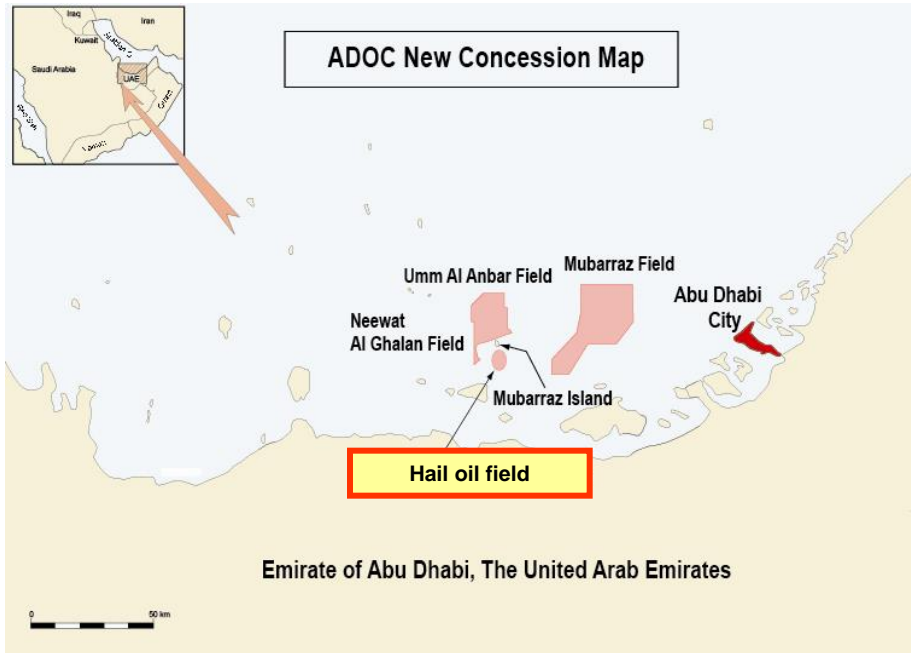 Iraq
Iran
Kuwait
Saudi Arabia
UAE
ADOC New Concession Map
Umm Al Anbar Field
Mubarraz Field
Neewat
Al Ghalan Field
Abu Dhabi
City
Mubarraz Island
Hail oil field
Emirate of Abu Dhabi, The United Arab Emirates
0
50 km